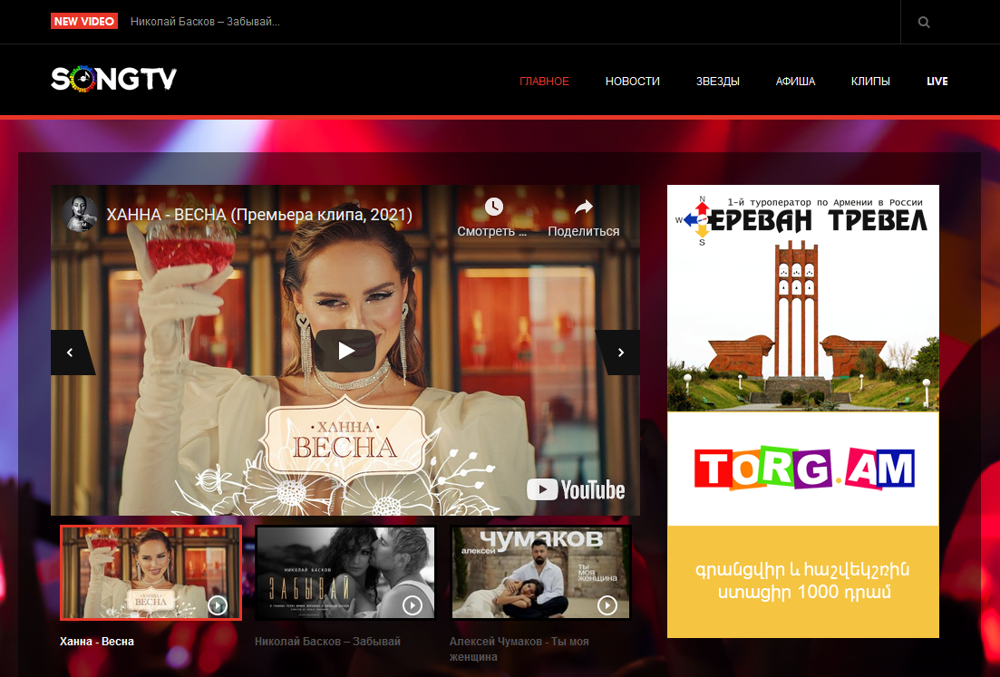 NEW VIDEO
Николай Басков – Забывай...
SONGTV
ГЛАВНОЕ
НОВОСТИ
ЗВЕЗДЫ
АФИША
КЛИПЫ
LIVE
ХАННА - ВЕСНА (Премьера клипа, 2021)
Смотреть ...
Поделиться
·ХАННА·
ВЕСНА
YouTube
ХАННА
ВЕСНА
НИКОЛАЙ БАСКОВ
ЗАБЫВАЙ
чумаков
алексей
ты
моя
женщина
Ханна - Весна
Николай Басков – Забывай
Алексей Чумаков - Ты моя
женщина
N
W
S
1-й туроператор по Армении в России
ЕРЕВАН ТРЕВЕЛ
TORG.AM
գրանցվիր և հաշվեկշռին
ստացիր 1000 դրամ